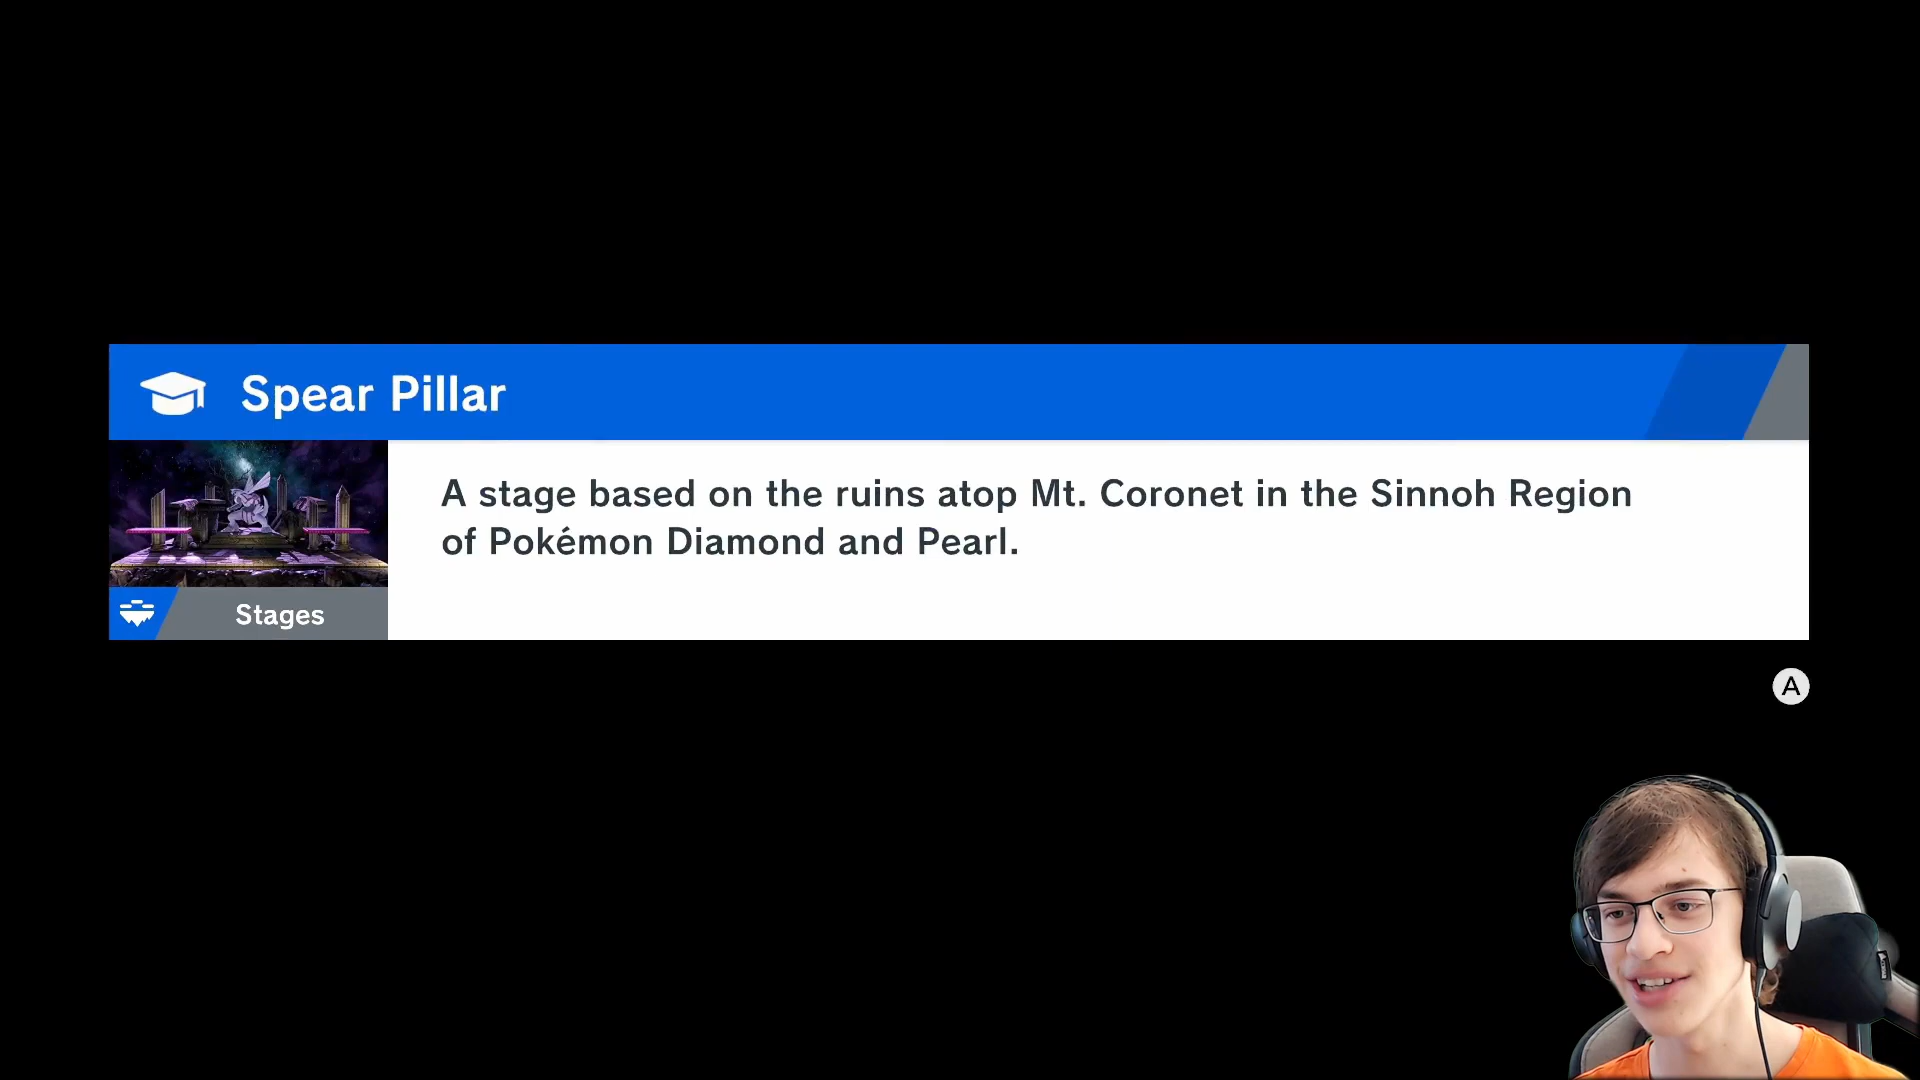 Spear Pillar
A stage based on the ruins atop Mt. Coronet in the Sinnoh Region
of Pokémon Diamond and Pearl.
Stages
A